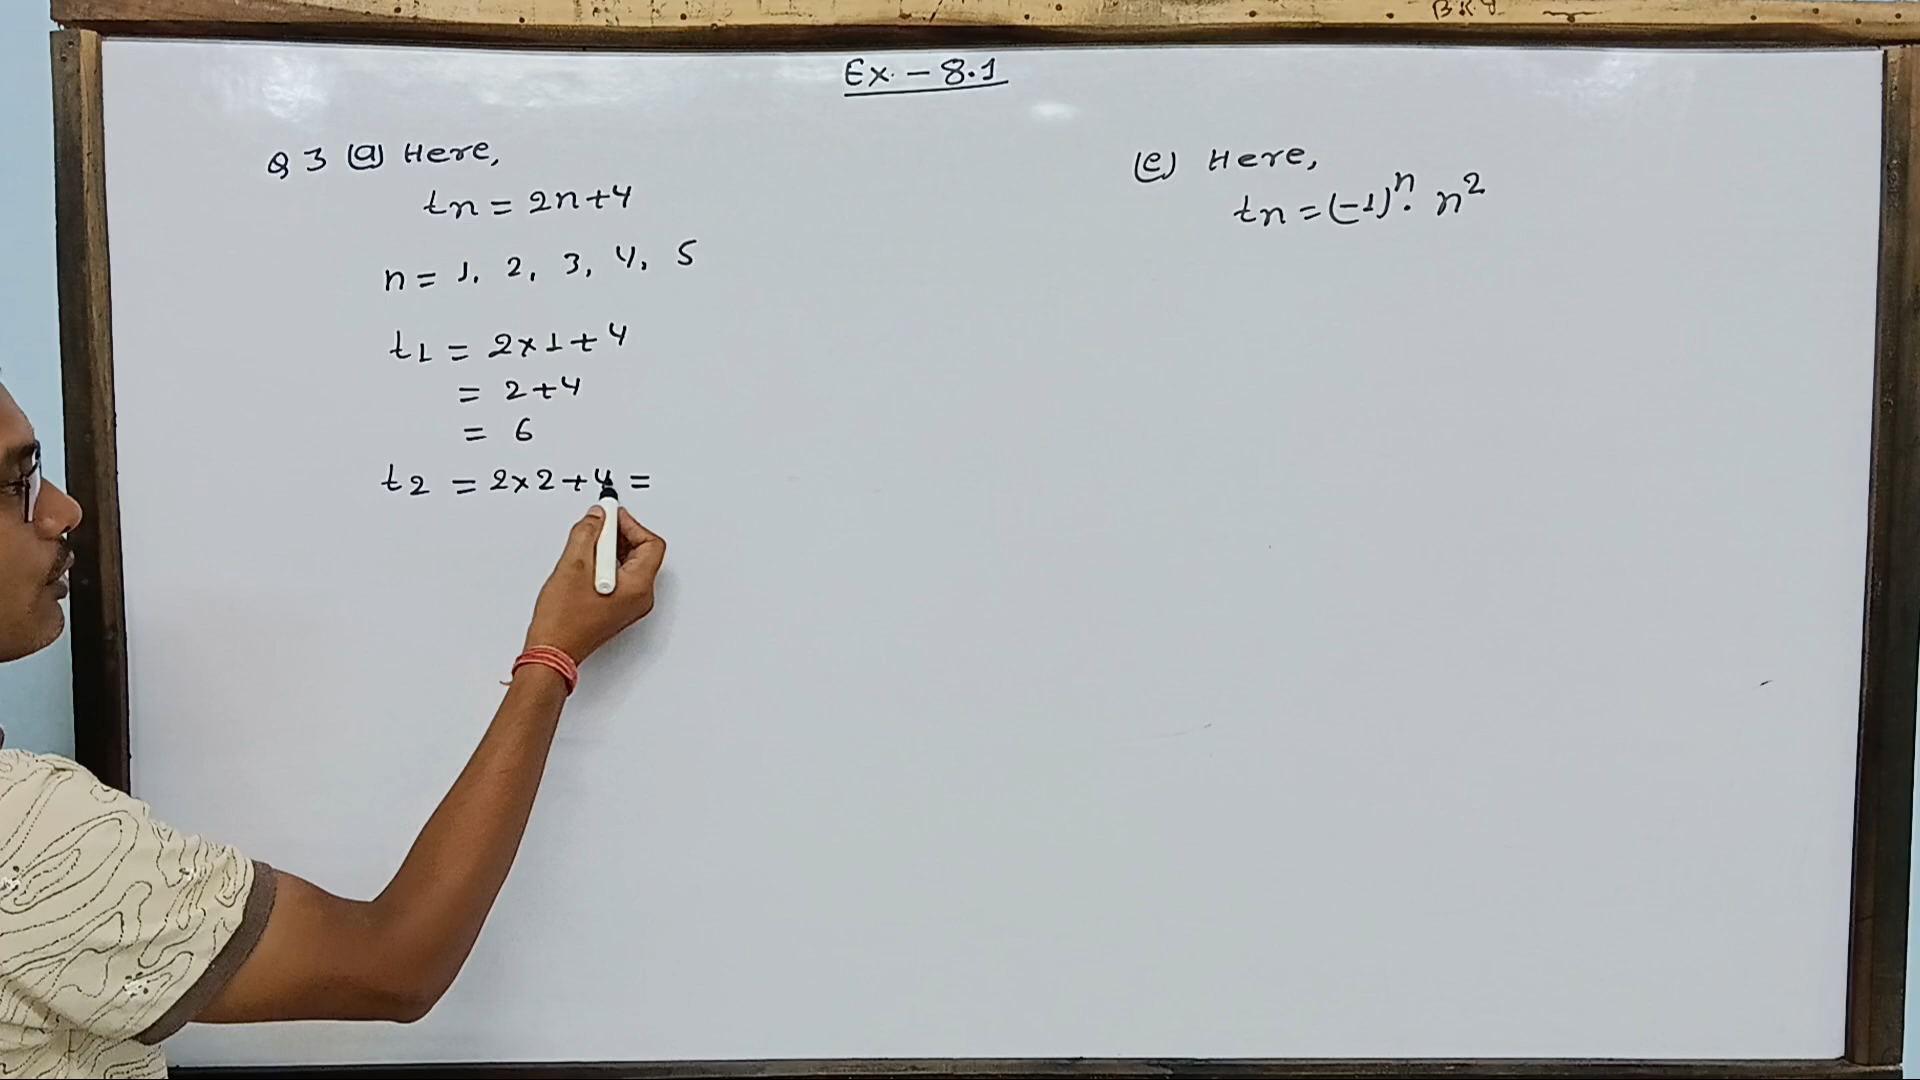 Ex. - 8.1
Q 3 (a) Here,
tn = 2n+4
n = 1, 2, 3, 4, 5
t1 = 2×1+4
= 2+4
= 6
t2 = 2×2+4 =
(e) Here,
tn = (-1)^n. n^2